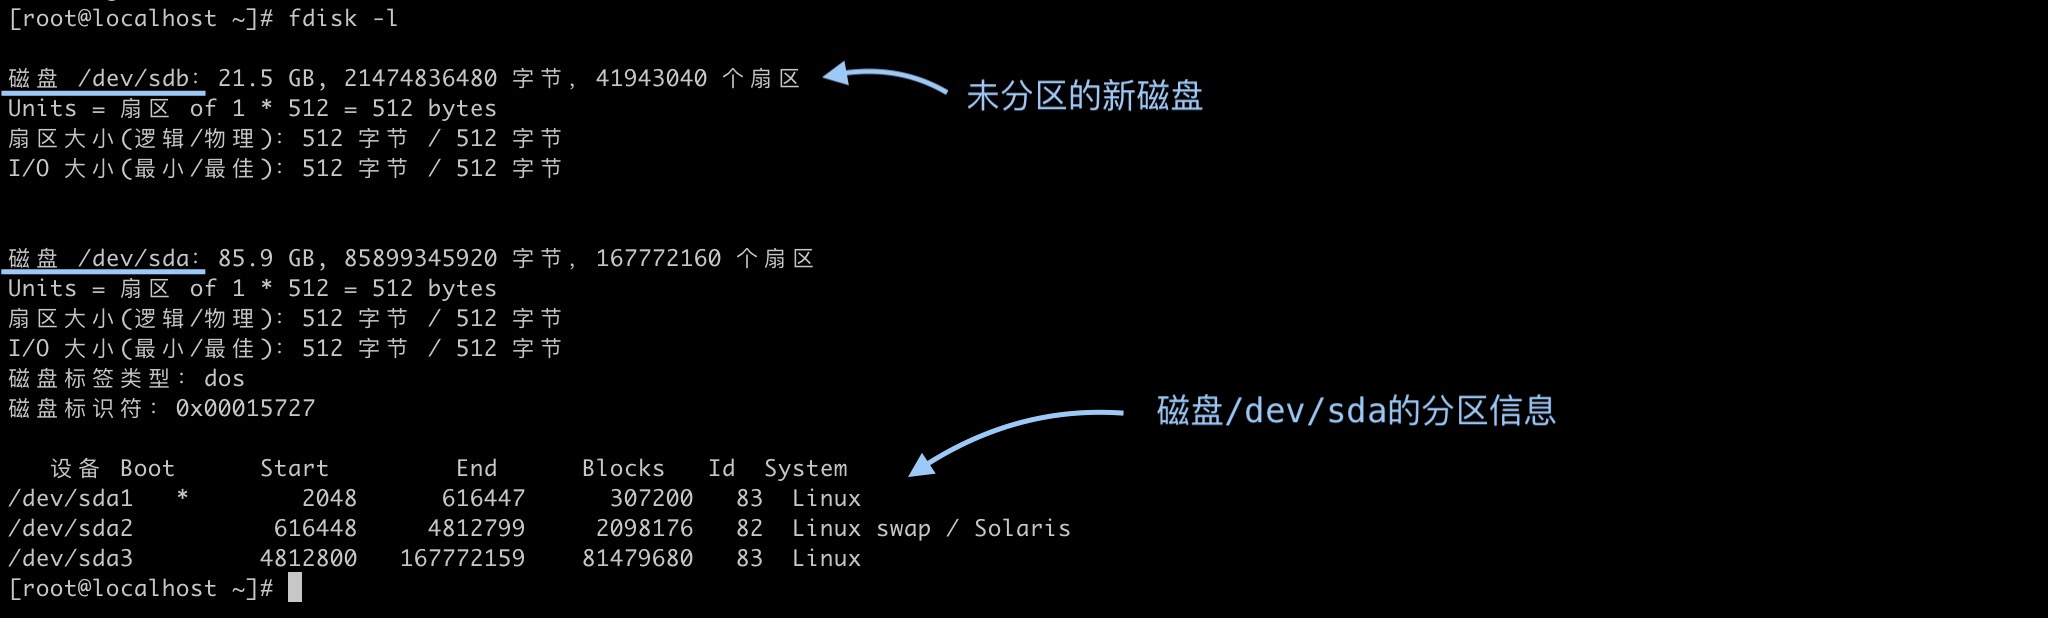 [root@localhost ~]# fdisk -l
磁盘 /dev/sdb：21.5 GB, 21474836480 字节，41943040 个扇区
未分区的新磁盘
Units = 扇区 of 1 * 512 = 512 bytes
扇区大小(逻辑/物理)：512 字节 / 512 字节
I/O 大小(最小/最佳)：512 字节 / 512 字节
磁盘 /dev/sda：85.9 GB, 85899345920 字节，167772160 个扇区
Units = 扇区 of 1 * 512 = 512 bytes
扇区大小(逻辑/物理)：512 字节 / 512 字节
I/O 大小(最小/最佳)：512 字节 / 512 字节
磁盘标签类型：dos
磁盘标识符：0x00015727
磁盘/dev/sda的分区信息
   设备 Boot      Start         End      Blocks   Id  System
/dev/sda1   *        2048      616447      307200   83  Linux
/dev/sda2          616448     4812799     2098176   82  Linux swap / Solaris
/dev/sda3         4812800   167772159    81479680   83  Linux
[root@localhost ~]#